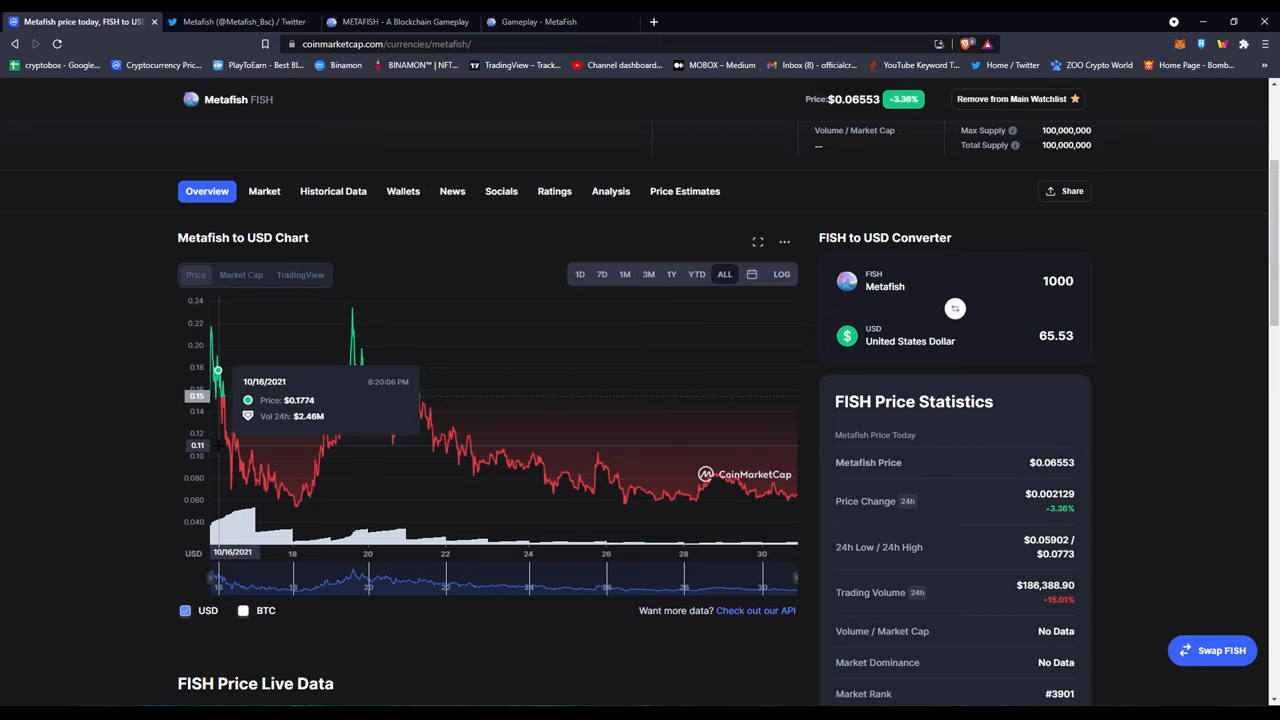 Metafish price today, FISH to USD
Metafish (@Metafish_Bsc) / Twitter
METAFISH - A Blockchain Gameplay
Gameplay - MetaFish
coinmarketcap.com/currencies/metafish/
cryptobox - Google...
Cryptocurrency Pric...
PlayToEarn - Best Bl...
Binamon
BINAMON™ | NFT...
TradingView – Track...
Channel dashboard...
MOBOX – Medium
Inbox (8) - officialcr...
YouTube Keyword T...
Home / Twitter
ZOO Crypto World
Home Page - Bomb...
Metafish FISH
Price: $0.06553
-3.36%
Remove from Main Watchlist
Volume / Market Cap
--
Max Supply
100,000,000
Total Supply
100,000,000
Overview
Market
Historical Data
Wallets
News
Socials
Ratings
Analysis
Price Estimates
Share
Metafish to USD Chart
Price
Market Cap
TradingView
1D
7D
1M
3M
1Y
YTD
ALL
LOG
0.24
0.22
0.20
0.18
0.16
0.15
0.14
0.12
0.11
0.10
0.080
0.060
0.040
10/16/2021
8:20:06 PM
Price: $0.1774
Vol 24h: $2.46M
CoinMarketCap
USD
10/16/2021
18
20
22
24
26
28
30
16
18
20
22
24
26
28
30
USD
BTC
Want more data? Check out our API
FISH Price Live Data
FISH to USD Converter
FISH
Metafish
1000
USD
United States Dollar
65.53
FISH Price Statistics
Metafish Price Today
Metafish Price
$0.06553
Price Change 24h
$0.002129
-3.36%
24h Low / 24h High
$0.05902 /
$0.0773
Trading Volume 24h
$186,388.90
-15.01%
Volume / Market Cap
No Data
Market Dominance
No Data
Market Rank
#3901
Swap FISH